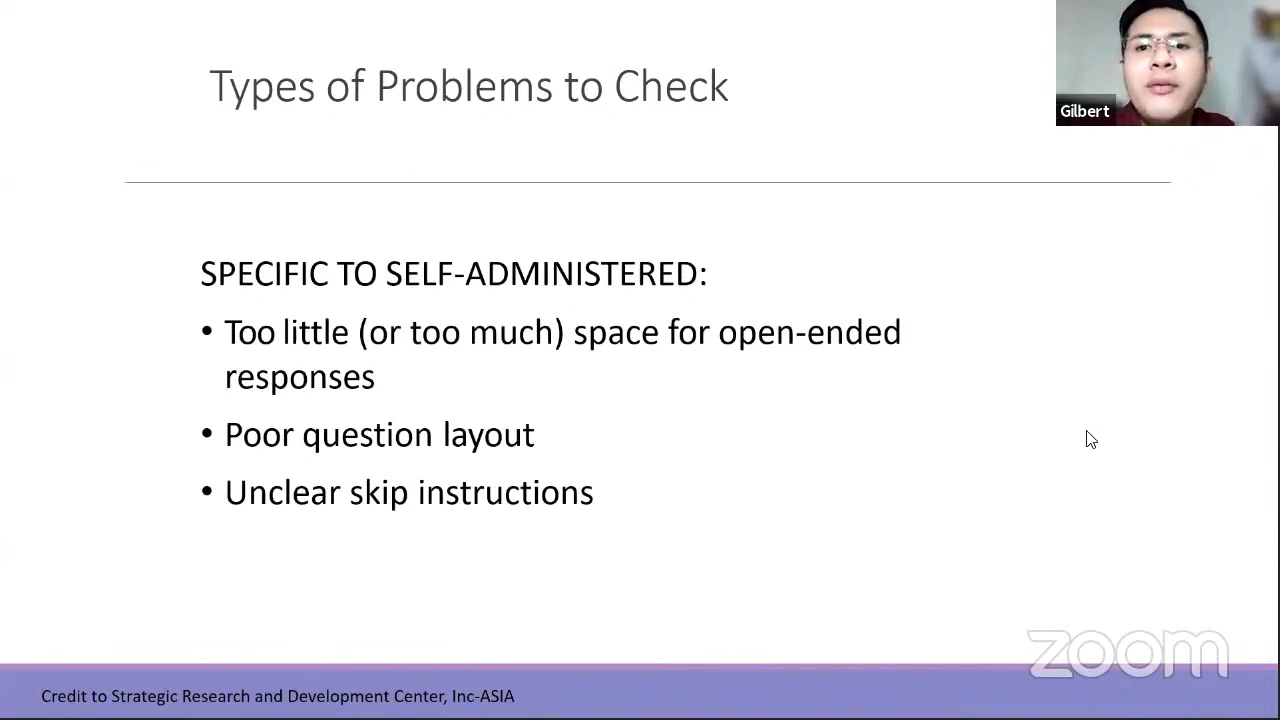 Types of Problems to Check
Gilbert
SPECIFIC TO SELF-ADMINISTERED:
• Too little (or too much) space for open-ended
responses
• Poor question layout
• Unclear skip instructions
zoom
Credit to Strategic Research and Development Center, Inc-ASIA